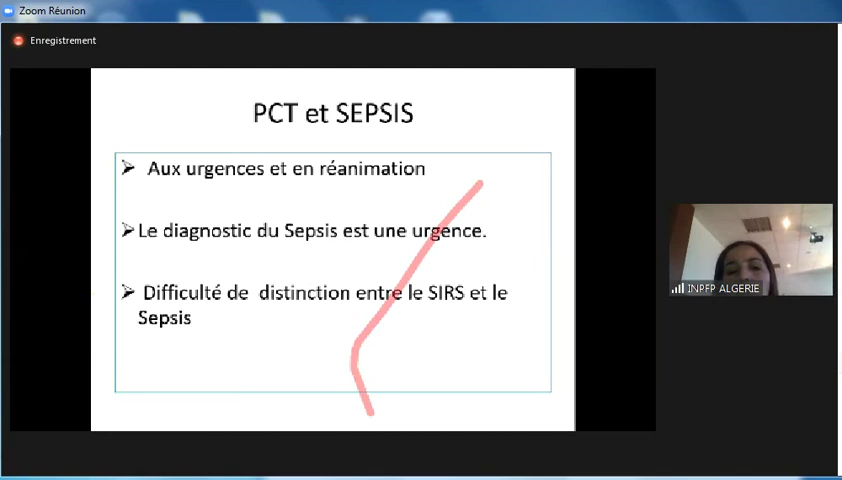 Zoom Réunion
Enregistrement
PCT et SEPSIS
Aux urgences et en réanimation
Le diagnostic du Sepsis est une urgence.
Difficulté de distinction entre le SIRS et le
Sepsis
INPFP ALGERIE